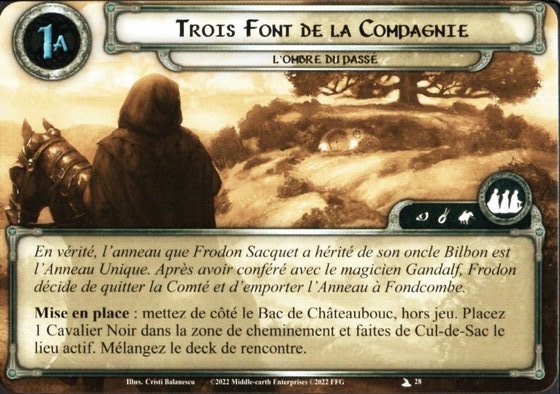 1A
Trois Font de la Compagnie
L'Ombre du Passé
En vérité, l'anneau que Frodon Sacquet a hérité de son oncle Bilbon est
l'Anneau Unique. Après avoir conféré avec le magicien Gandalf, Frodon
décide de quitter la Comté et d'emporter l'Anneau à Fondcombe.
Mise en place : mettez de côté le Bac de Châteaubouc, hors jeu. Placez
1 Cavalier Noir dans la zone de cheminement et faites de Cul-de-Sac le
lieu actif. Mélangez le deck de rencontre.
Illus. Cristi Balanescu ©2022 Middle-earth Enterprises ©2022 FFG 28